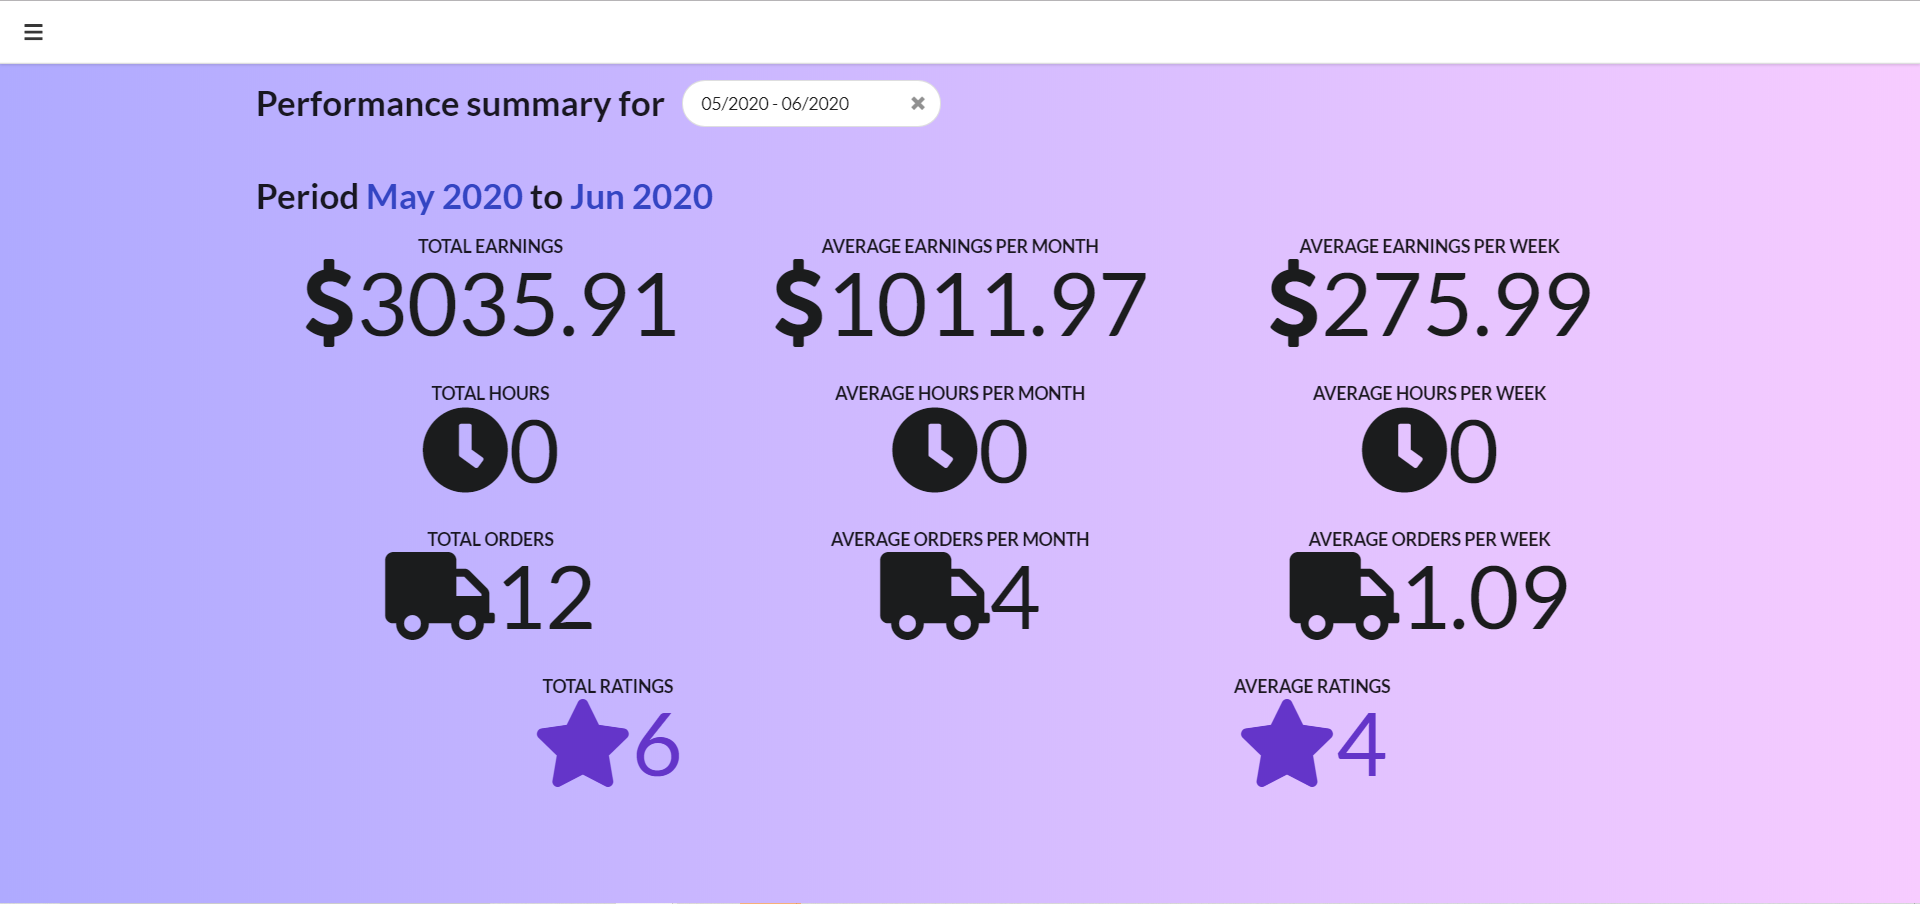 Performance summary for 05/2020 - 06/2020
Period May 2020 to Jun 2020
TOTAL EARNINGS
$3035.91
AVERAGE EARNINGS PER MONTH
$1011.97
AVERAGE EARNINGS PER WEEK
$275.99
TOTAL HOURS
0
AVERAGE HOURS PER MONTH
0
AVERAGE HOURS PER WEEK
0
TOTAL ORDERS
12
AVERAGE ORDERS PER MONTH
4
AVERAGE ORDERS PER WEEK
1.09
TOTAL RATINGS
6
AVERAGE RATINGS
4